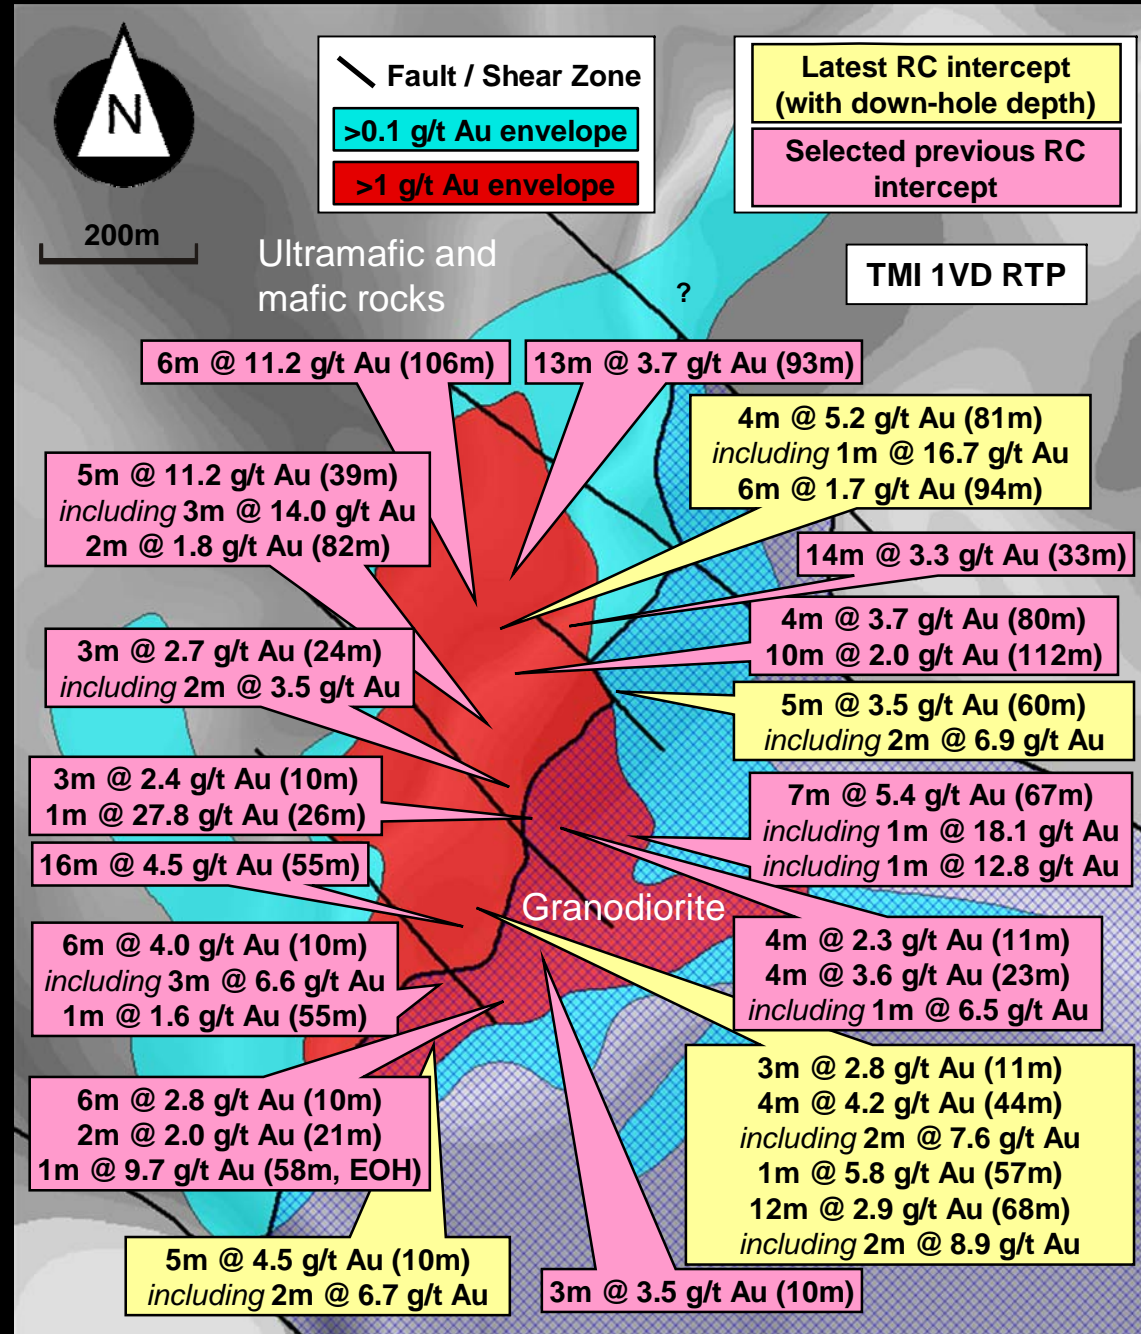 N
200m
Fault / Shear Zone
>0.1 g/t Au envelope
>1 g/t Au envelope
Latest RC intercept
(with down-hole depth)
Selected previous RC
intercept
TMI 1VD RTP
Ultramafic and
mafic rocks
?
6m @ 11.2 g/t Au (106m)
13m @ 3.7 g/t Au (93m)
4m @ 5.2 g/t Au (81m)
including 1m @ 16.7 g/t Au
6m @ 1.7 g/t Au (94m)
5m @ 11.2 g/t Au (39m)
including 3m @ 14.0 g/t Au
2m @ 1.8 g/t Au (82m)
14m @ 3.3 g/t Au (33m)
4m @ 3.7 g/t Au (80m)
10m @ 2.0 g/t Au (112m)
3m @ 2.7 g/t Au (24m)
including 2m @ 3.5 g/t Au
5m @ 3.5 g/t Au (60m)
including 2m @ 6.9 g/t Au
3m @ 2.4 g/t Au (10m)
1m @ 27.8 g/t Au (26m)
7m @ 5.4 g/t Au (67m)
including 1m @ 18.1 g/t Au
including 1m @ 12.8 g/t Au
16m @ 4.5 g/t Au (55m)
Granodiorite
6m @ 4.0 g/t Au (10m)
including 3m @ 6.6 g/t Au
1m @ 1.6 g/t Au (55m)
4m @ 2.3 g/t Au (11m)
4m @ 3.6 g/t Au (23m)
including 1m @ 6.5 g/t Au
6m @ 2.8 g/t Au (10m)
2m @ 2.0 g/t Au (21m)
1m @ 9.7 g/t Au (58m, EOH)
3m @ 2.8 g/t Au (11m)
4m @ 4.2 g/t Au (44m)
including 2m @ 7.6 g/t Au
1m @ 5.8 g/t Au (57m)
12m @ 2.9 g/t Au (68m)
including 2m @ 8.9 g/t Au
5m @ 4.5 g/t Au (10m)
including 2m @ 6.7 g/t Au
3m @ 3.5 g/t Au (10m)